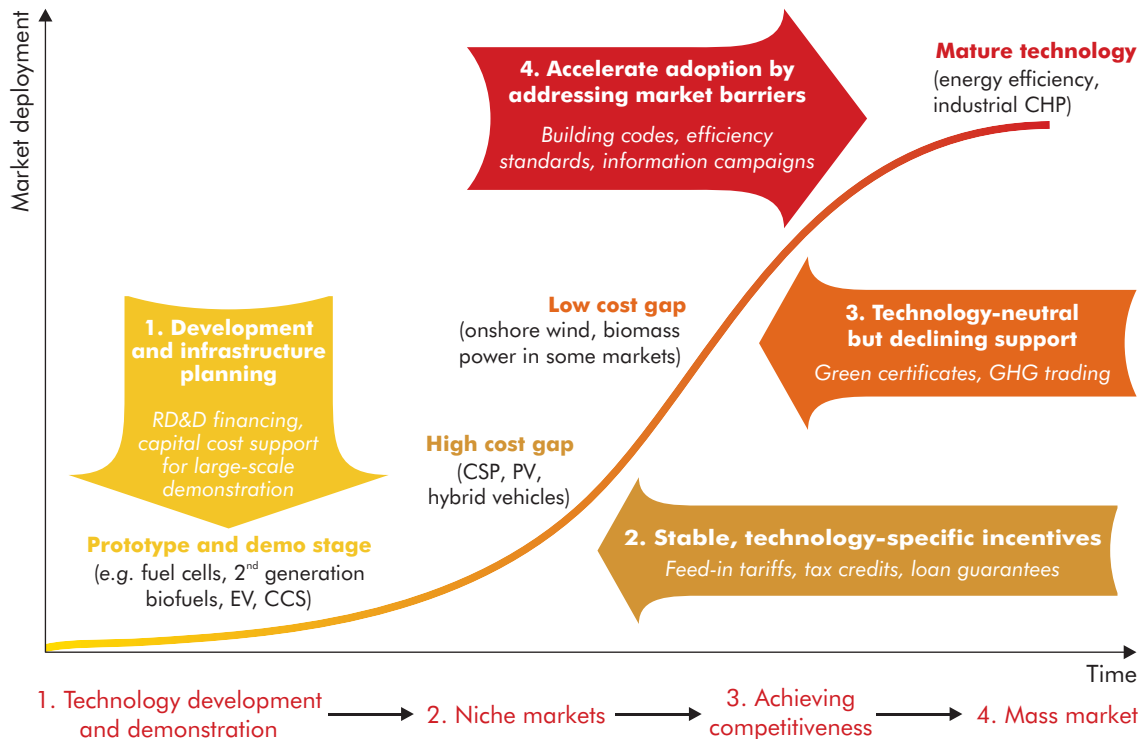 Market deployment
4. Accelerate adoption by
addressing market barriers
Building codes, efficiency
standards, information campaigns
Mature technology
(energy efficiency,
industrial CHP)
1. Development
and infrastructure
planning
RD&D financing,
capital cost support
for large-scale
demonstration
Low cost gap
(onshore wind, biomass
power in some markets)
3. Technology-neutral
but declining support
Green certificates, GHG trading
High cost gap
(CSP, PV,
hybrid vehicles)
2. Stable, technology-specific incentives
Feed-in tariffs, tax credits, loan guarantees
Prototype and demo stage
(e.g. fuel cells, 2nd generation
biofuels, EV, CCS)
Time
1. Technology development
and demonstration
2. Niche markets
3. Achieving
competitiveness
4. Mass market